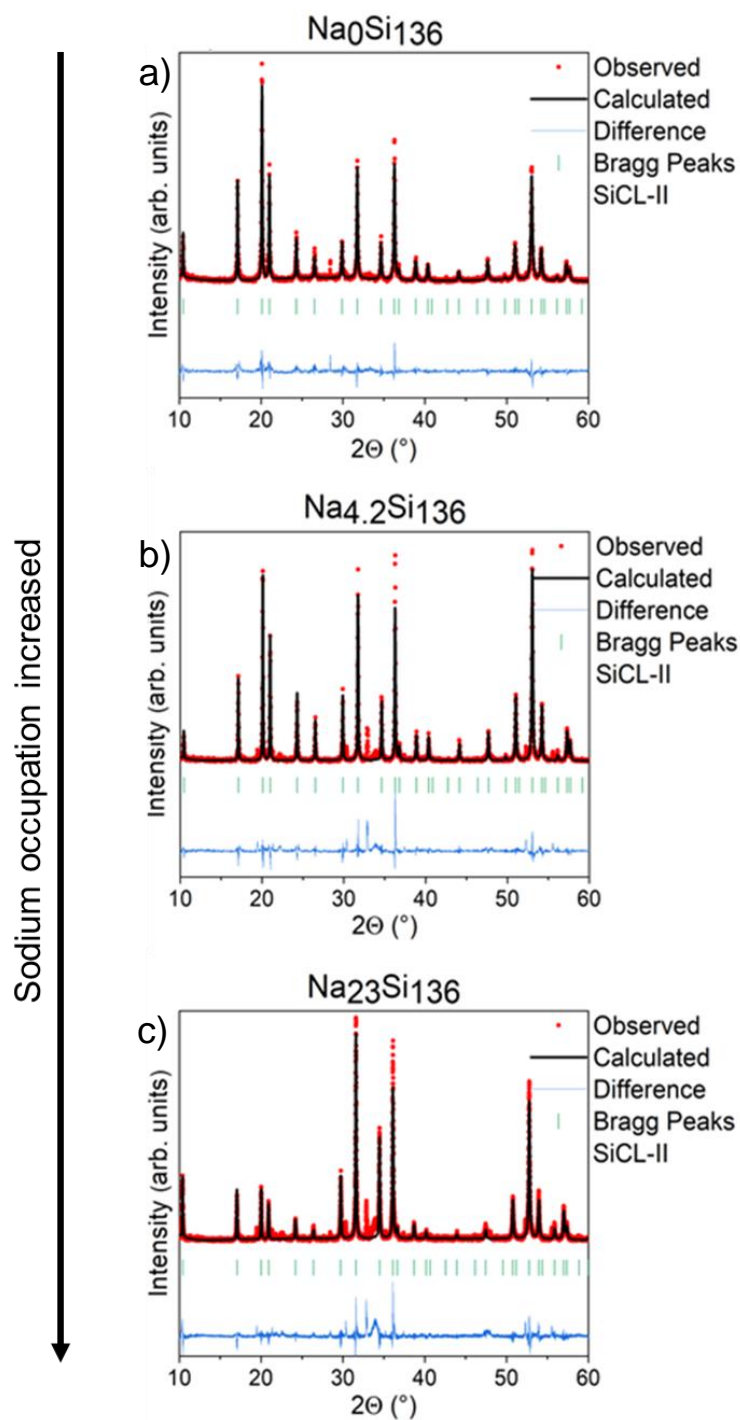 Sodium occupation increased
Na0Si136
a)
Observed
Calculated
Difference
Bragg Peaks
SiCL-II
Intensity (arb. units)
10 20 30 40 50 60
2Θ (°)
Na4.2Si136
b)
Observed
Calculated
Difference
Bragg Peaks
SiCL-II
Intensity (arb. units)
10 20 30 40 50 60
2Θ (°)
Na23Si136
c)
Observed
Calculated
Difference
Bragg Peaks
SiCL-II
Intensity (arb. units)
10 20 30 40 50 60
2Θ (°)